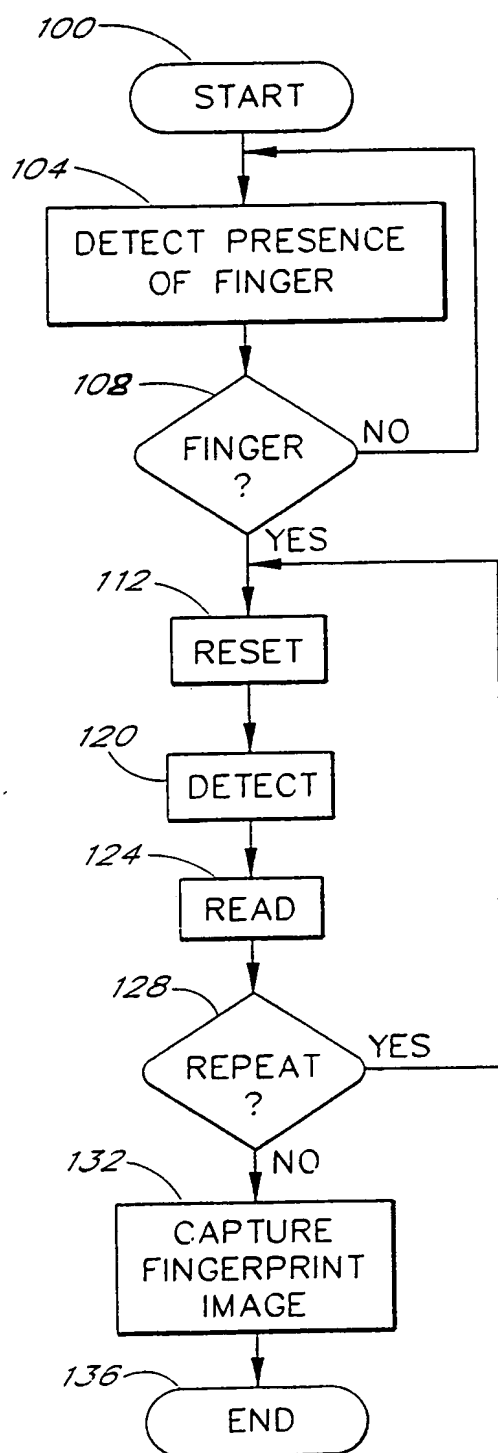 100
START
104
DETECT PRESENCE
OF FINGER
108
FINGER
?
NO
YES
112
RESET
120
DETECT
124
READ
128
REPEAT
?
YES
NO
132
CAPTURE
FINGERPRINT
IMAGE
136
END